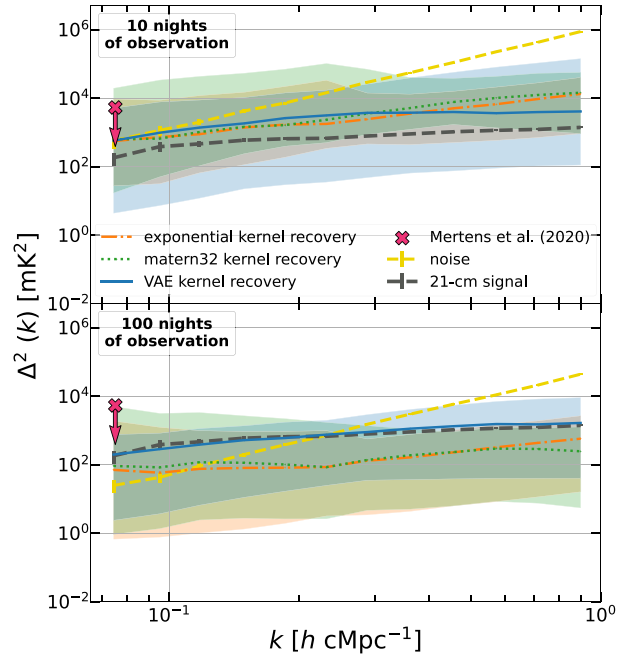 10 nights
of observation
10⁶
10⁴
10²
10⁰
10⁻²
exponential kernel recovery
matern32 kernel recovery
VAE kernel recovery
Mertens et al. (2020)
noise
21-cm signal
Δ² (k) [mK²]
100 nights
of observation
10⁶
10⁴
10²
10⁰
10⁻²
10⁻¹
10⁰
k [h cMpc⁻¹]